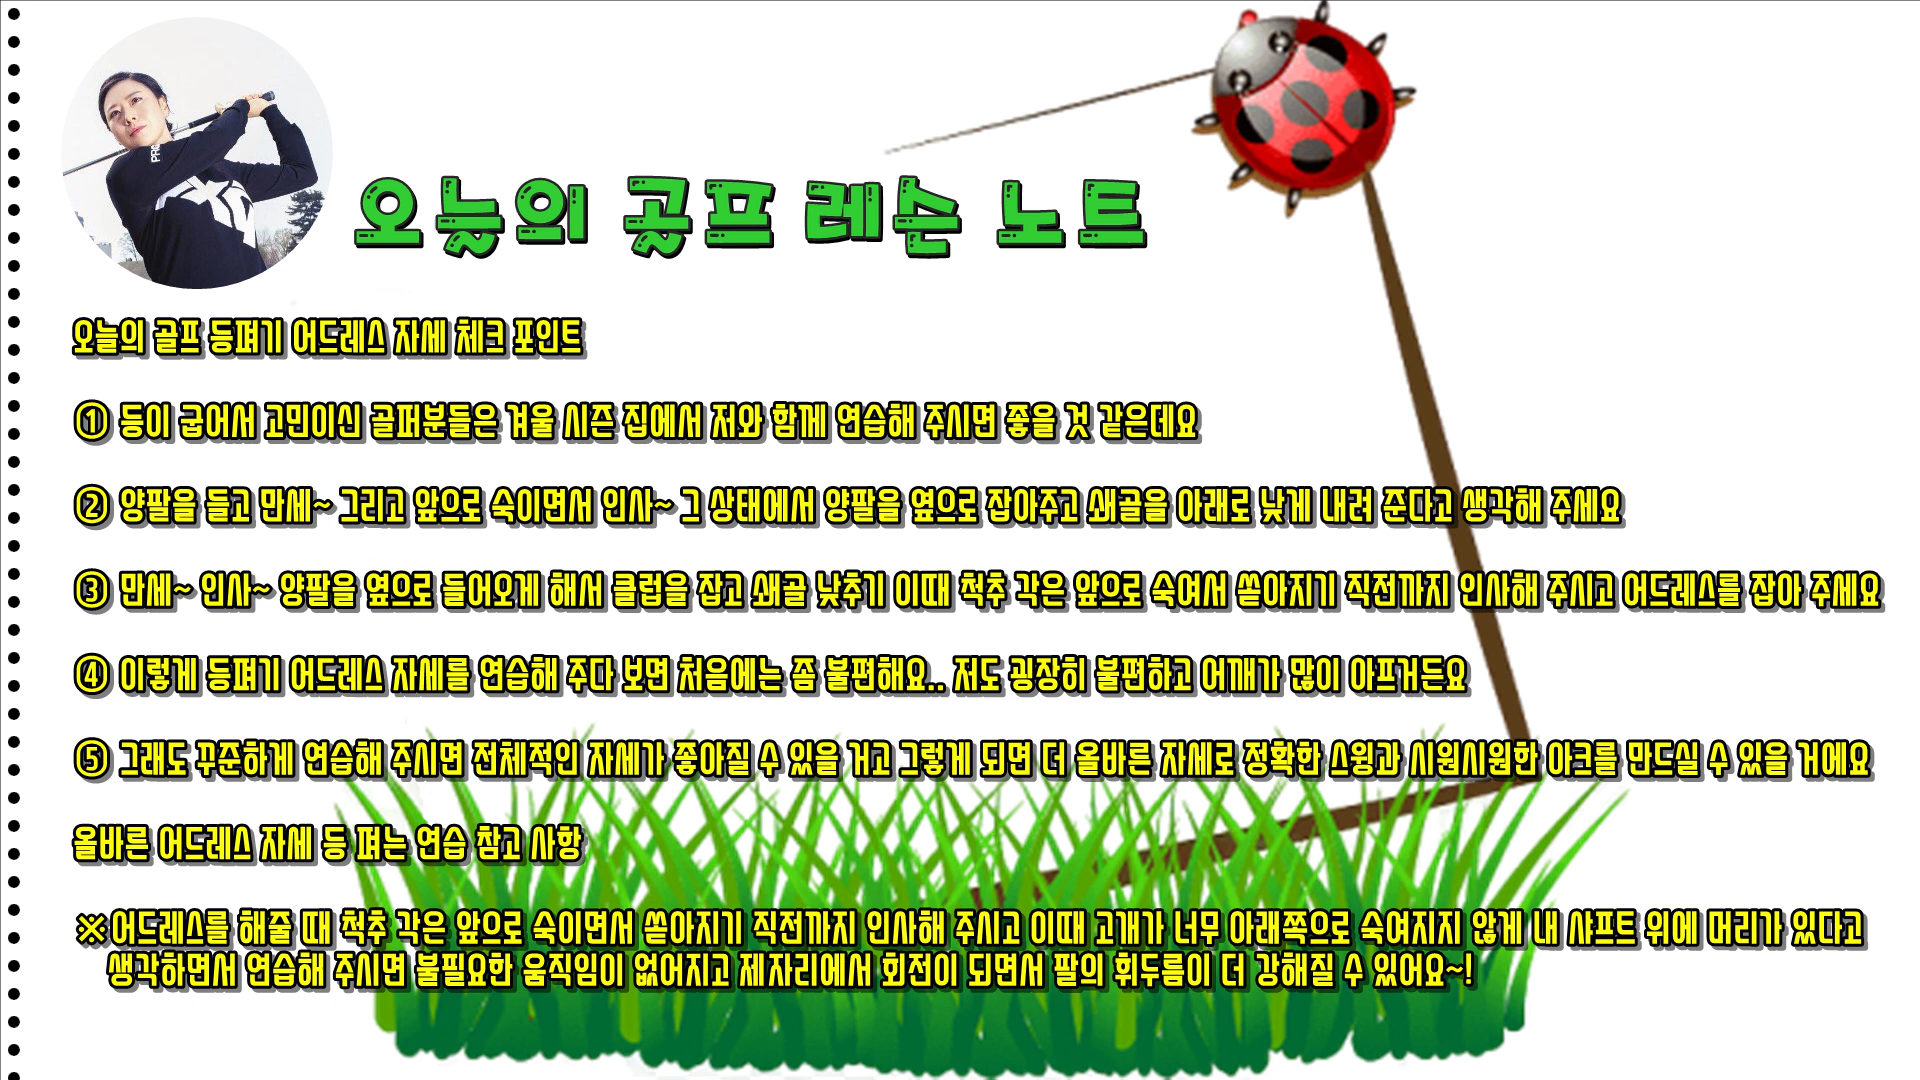 오늘의 골프 레슨 노트
오늘의 골프 등펴기 어드레스 자세 체크 포인트
① 등이 굽어서 고민이신 골퍼분들은 겨울 시즌 집에서 저와 함께 연습해 주시면 좋을 것 같은데요
② 양팔을 들고 만세~ 그리고 앞으로 숙이면서 인사~ 그 상태에서 양팔을 옆으로 잡아주고 쇄골을 아래로 낮게 내려 준다고 생각해 주세요
③ 만세~ 인사~ 양팔을 옆으로 들어오게 해서 클럽을 잡고 쇄골 낮추기 이때 척추 각은 앞으로 숙여서 쏟아지기 직전까지 인사해 주시고 어드레스를 잡아 주세요
④ 이렇게 등펴기 어드레스 자세를 연습해 주다 보면 처음에는 좀 불편해요.. 저도 굉장히 불편하고 어깨가 많이 아프거든요
⑤ 그래도 꾸준하게 연습해 주시면 전체적인 자세가 좋아질 수 있을 거고 그렇게 되면 더 올바른 자세로 정확한 스윙과 시원시원한 아크를 만드실 수 있을 거에요
올바른 어드레스 자세 등 펴는 연습 참고 사항
※ 어드레스를 해줄 때 척추 각은 앞으로 숙이면서 쏟아지기 직전까지 인사해 주시고 이때 고개가 너무 아래쪽으로 숙여지지 않게 내 샤프트 위에 머리가 있다고
생각하면서 연습해 주시면 불필요한 움직임이 없어지고 제자리에서 회전이 되면서 팔의 휘두름이 더 강해질 수 있어요~!